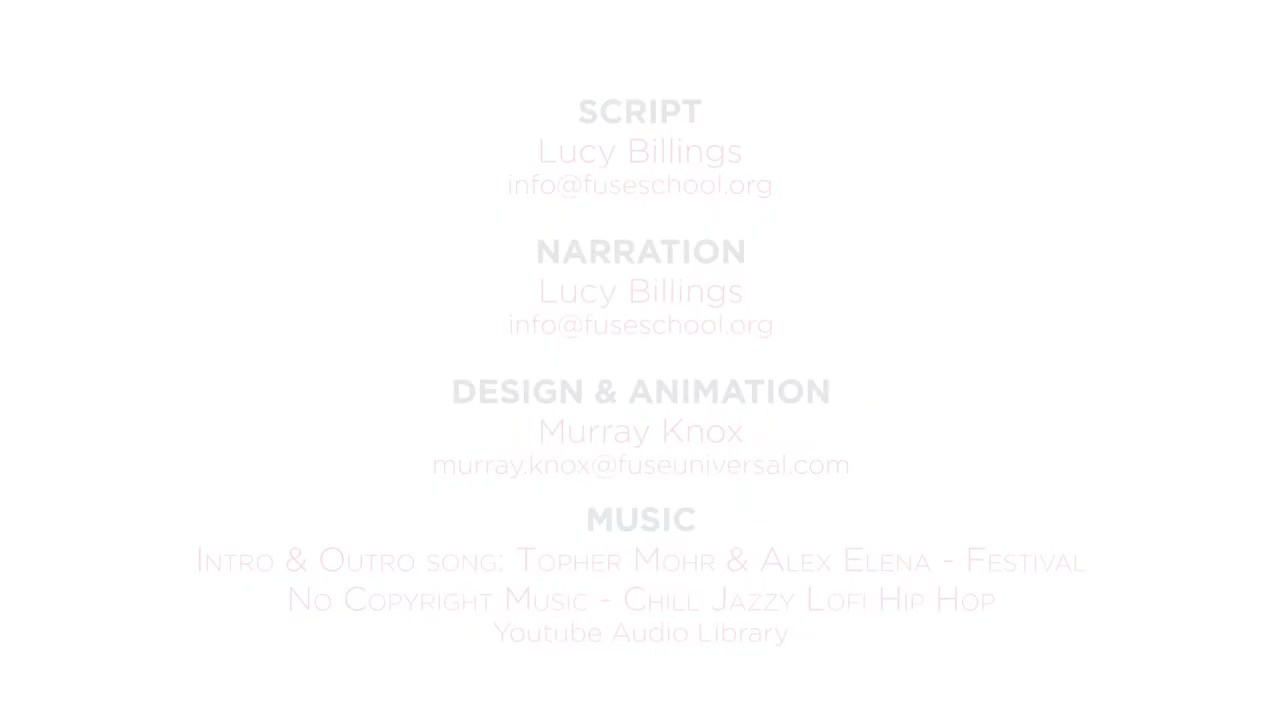 SCRIPT
Lucy Billings
info@fuseschool.org
NARRATION
Lucy Billings
info@fuseschool.org
DESIGN & ANIMATION
Murray Knox
murray.knox@fuseuniversal.com
MUSIC
Intro & Outro song: Topher Mohr & Alex Elena - Festival
No Copyright Music - Chill Jazzy Lofi Hip Hop
Youtube Audio Library